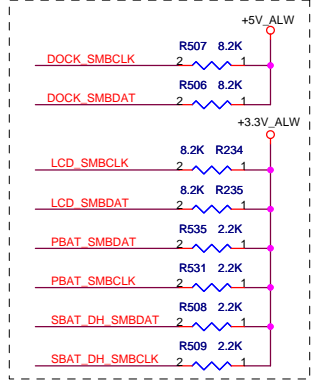 +5V_ALW
R507 8.2K
DOCK_SMBCLK 2 1
R506 8.2K
DOCK_SMBDAT 2 1
+3.3V_ALW
8.2K R234
LCD_SMBCLK 2 1
8.2K R235
LCD_SMBDAT 2 1
R535 2.2K
PBAT_SMBDAT 2 1
R531 2.2K
PBAT_SMBCLK 2 1
R508 2.2K
SBAT_DH_SMBDAT 2 1
R509 2.2K
SBAT_DH_SMBCLK 2 1